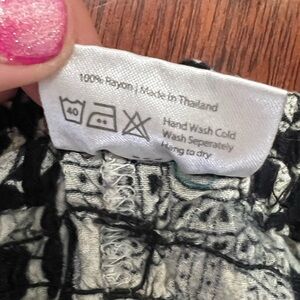 100% Rayon | Made in Thailand
40
Hand Wash Cold
Wash Seperately
Hang to dry